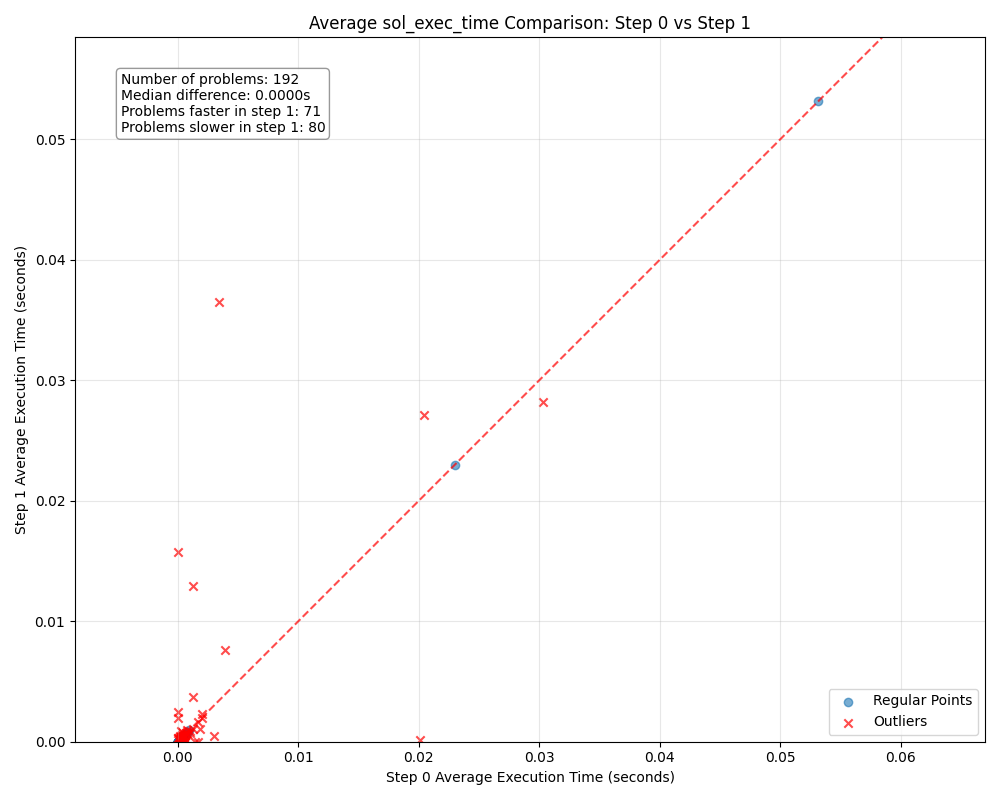 Average sol_exec_time Comparison: Step 0 vs Step 1
Number of problems: 192
Median difference: 0.0000s
Problems faster in step 1: 71
Problems slower in step 1: 80
Step 1 Average Execution Time (seconds)
0.05
0.04
0.03
0.02
0.01
0.00
Regular Points
Outliers
0.00 0.01 0.02 0.03 0.04 0.05 0.06
Step 0 Average Execution Time (seconds)